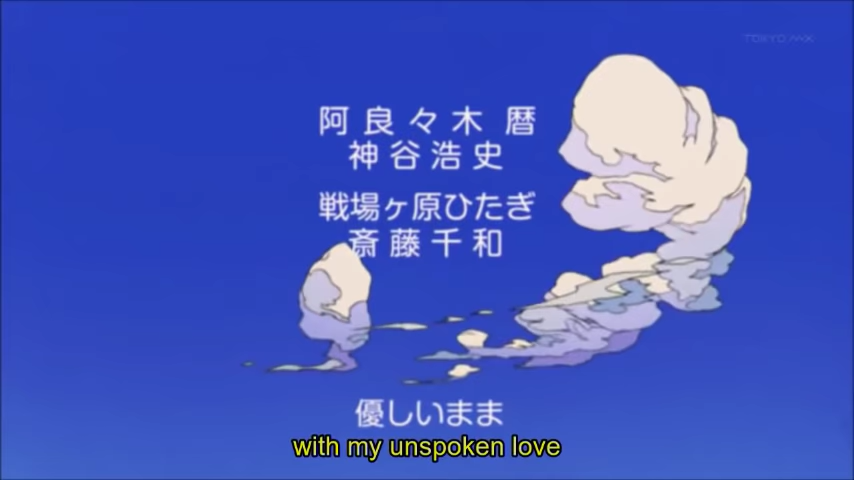 TOKYO MX
阿良々木 暦
神谷浩史
戦場ヶ原ひたぎ
斎藤千和
優しいまま
with my unspoken love